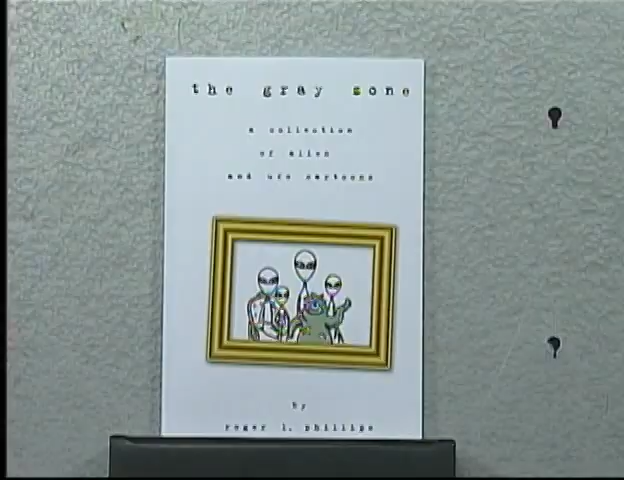 the gray zone
a collection
of alien
and ufo cartoons
by
roger l. phillips